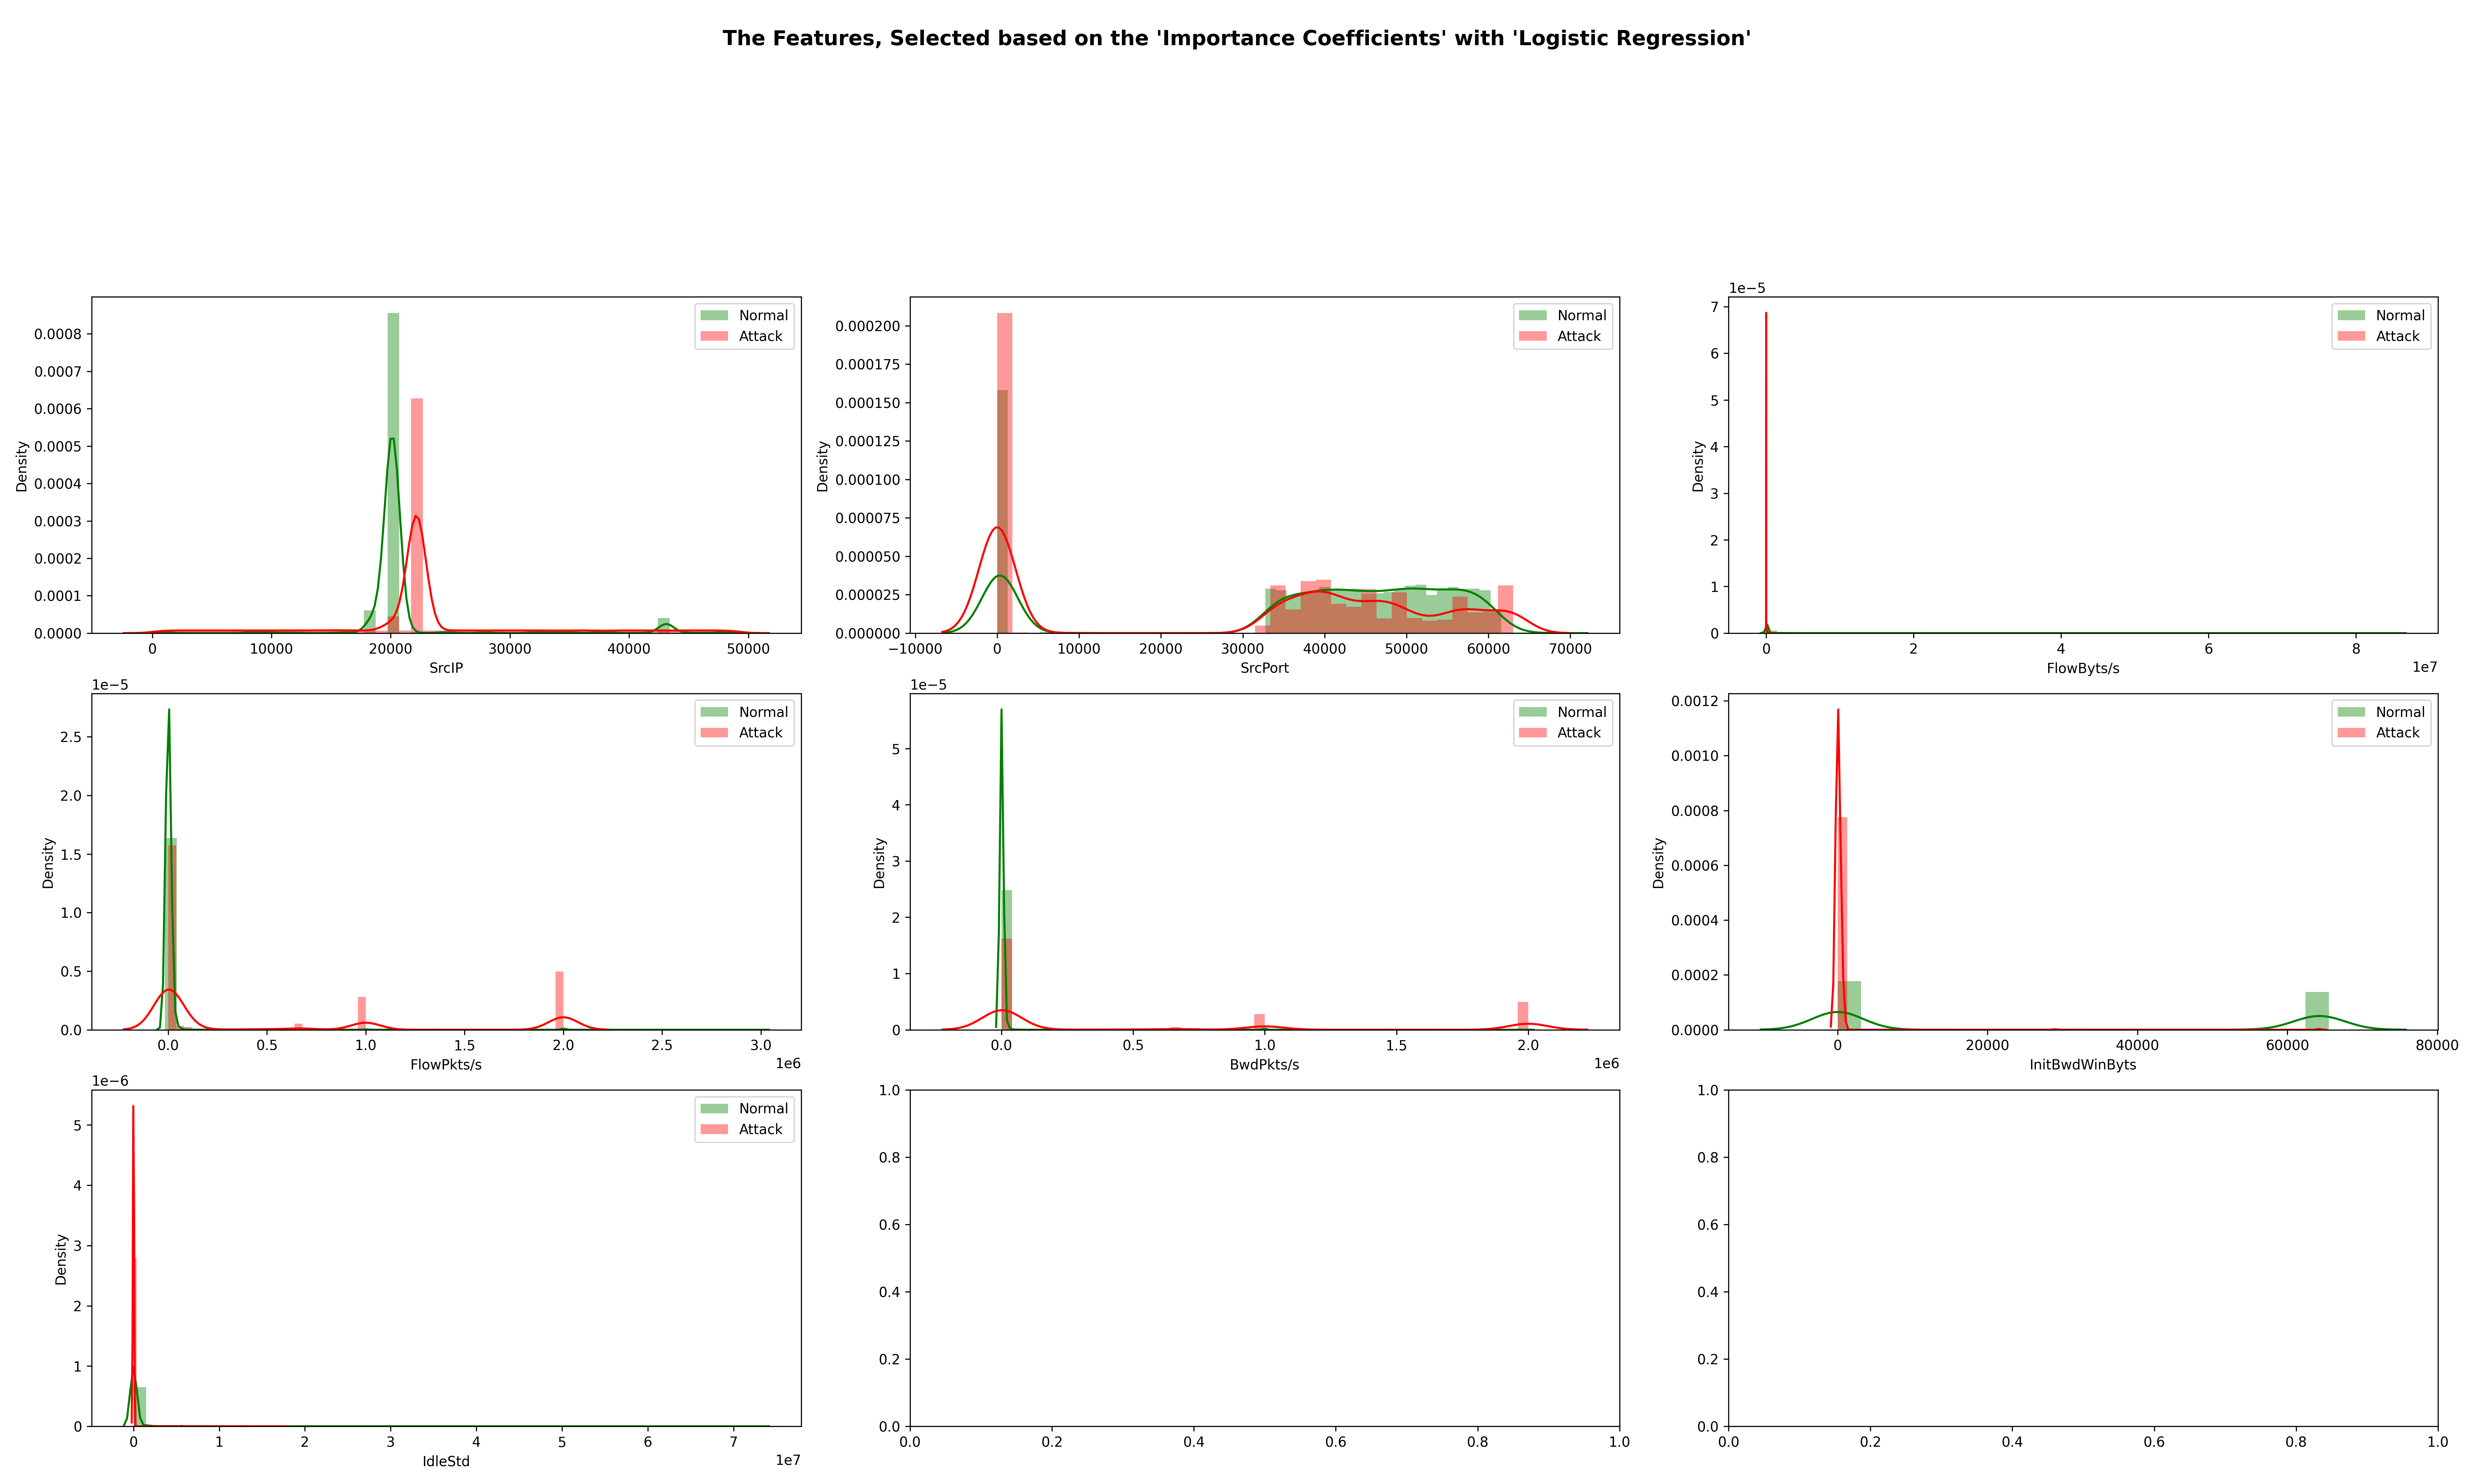 The Features, Selected based on the 'Importance Coefficients' with 'Logistic Regression'
Density
0.0008
0.0007
0.0006
0.0005
0.0004
0.0003
0.0002
0.0001
0.0000
Normal
Attack
0 10000 20000 30000 40000 50000
SrcIP
Density
0.000200
0.000175
0.000150
0.000125
0.000100
0.000075
0.000050
0.000025
0.000000
Normal
Attack
−10000 0 10000 20000 30000 40000 50000 60000 70000
SrcPort
1e−5
Density
7
6
5
4
3
2
1
0
Normal
Attack
0 2 4 6 8
FlowByts/s
1e7
1e−5
Density
2.5
2.0
1.5
1.0
0.5
0.0
Normal
Attack
0.0 0.5 1.0 1.5 2.0 2.5 3.0
FlowPkts/s
1e6
1e−5
Density
5
4
3
2
1
0
Normal
Attack
0.0 0.5 1.0 1.5 2.0
BwdPkts/s
1e6
Density
0.0012
0.0010
0.0008
0.0006
0.0004
0.0002
0.0000
Normal
Attack
0 20000 40000 60000 80000
InitBwdWinByts
1e−6
Density
5
4
3
2
1
0
Normal
Attack
0 1 2 3 4 5 6 7
IdleStd
1e7
1.0
0.8
0.6
0.4
0.2
0.0
0.0 0.2 0.4 0.6 0.8 1.0
1.0
0.8
0.6
0.4
0.2
0.0
0.0 0.2 0.4 0.6 0.8 1.0